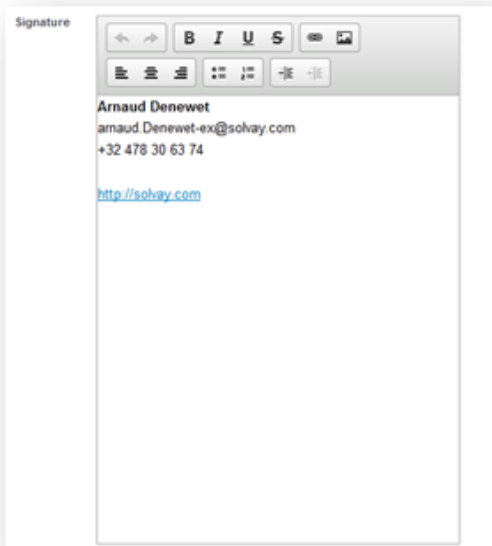 Signature
B I U S
Arnaud Denewet
arnaud.Denewet-ex@solvay.com
+32 478 30 63 74
http://solvay.com